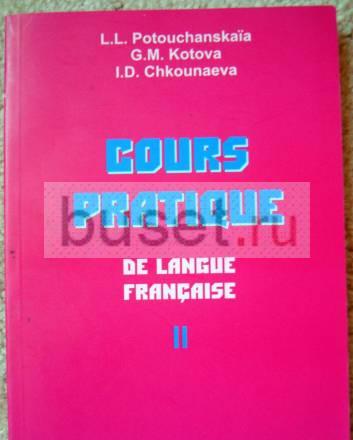 L.L. Potouchanskaïa
G.M. Kotova
I.D. Chkounaeva
COURS
PRATIQUE
buset.ru
DE LANGUE
FRANÇAISE
II